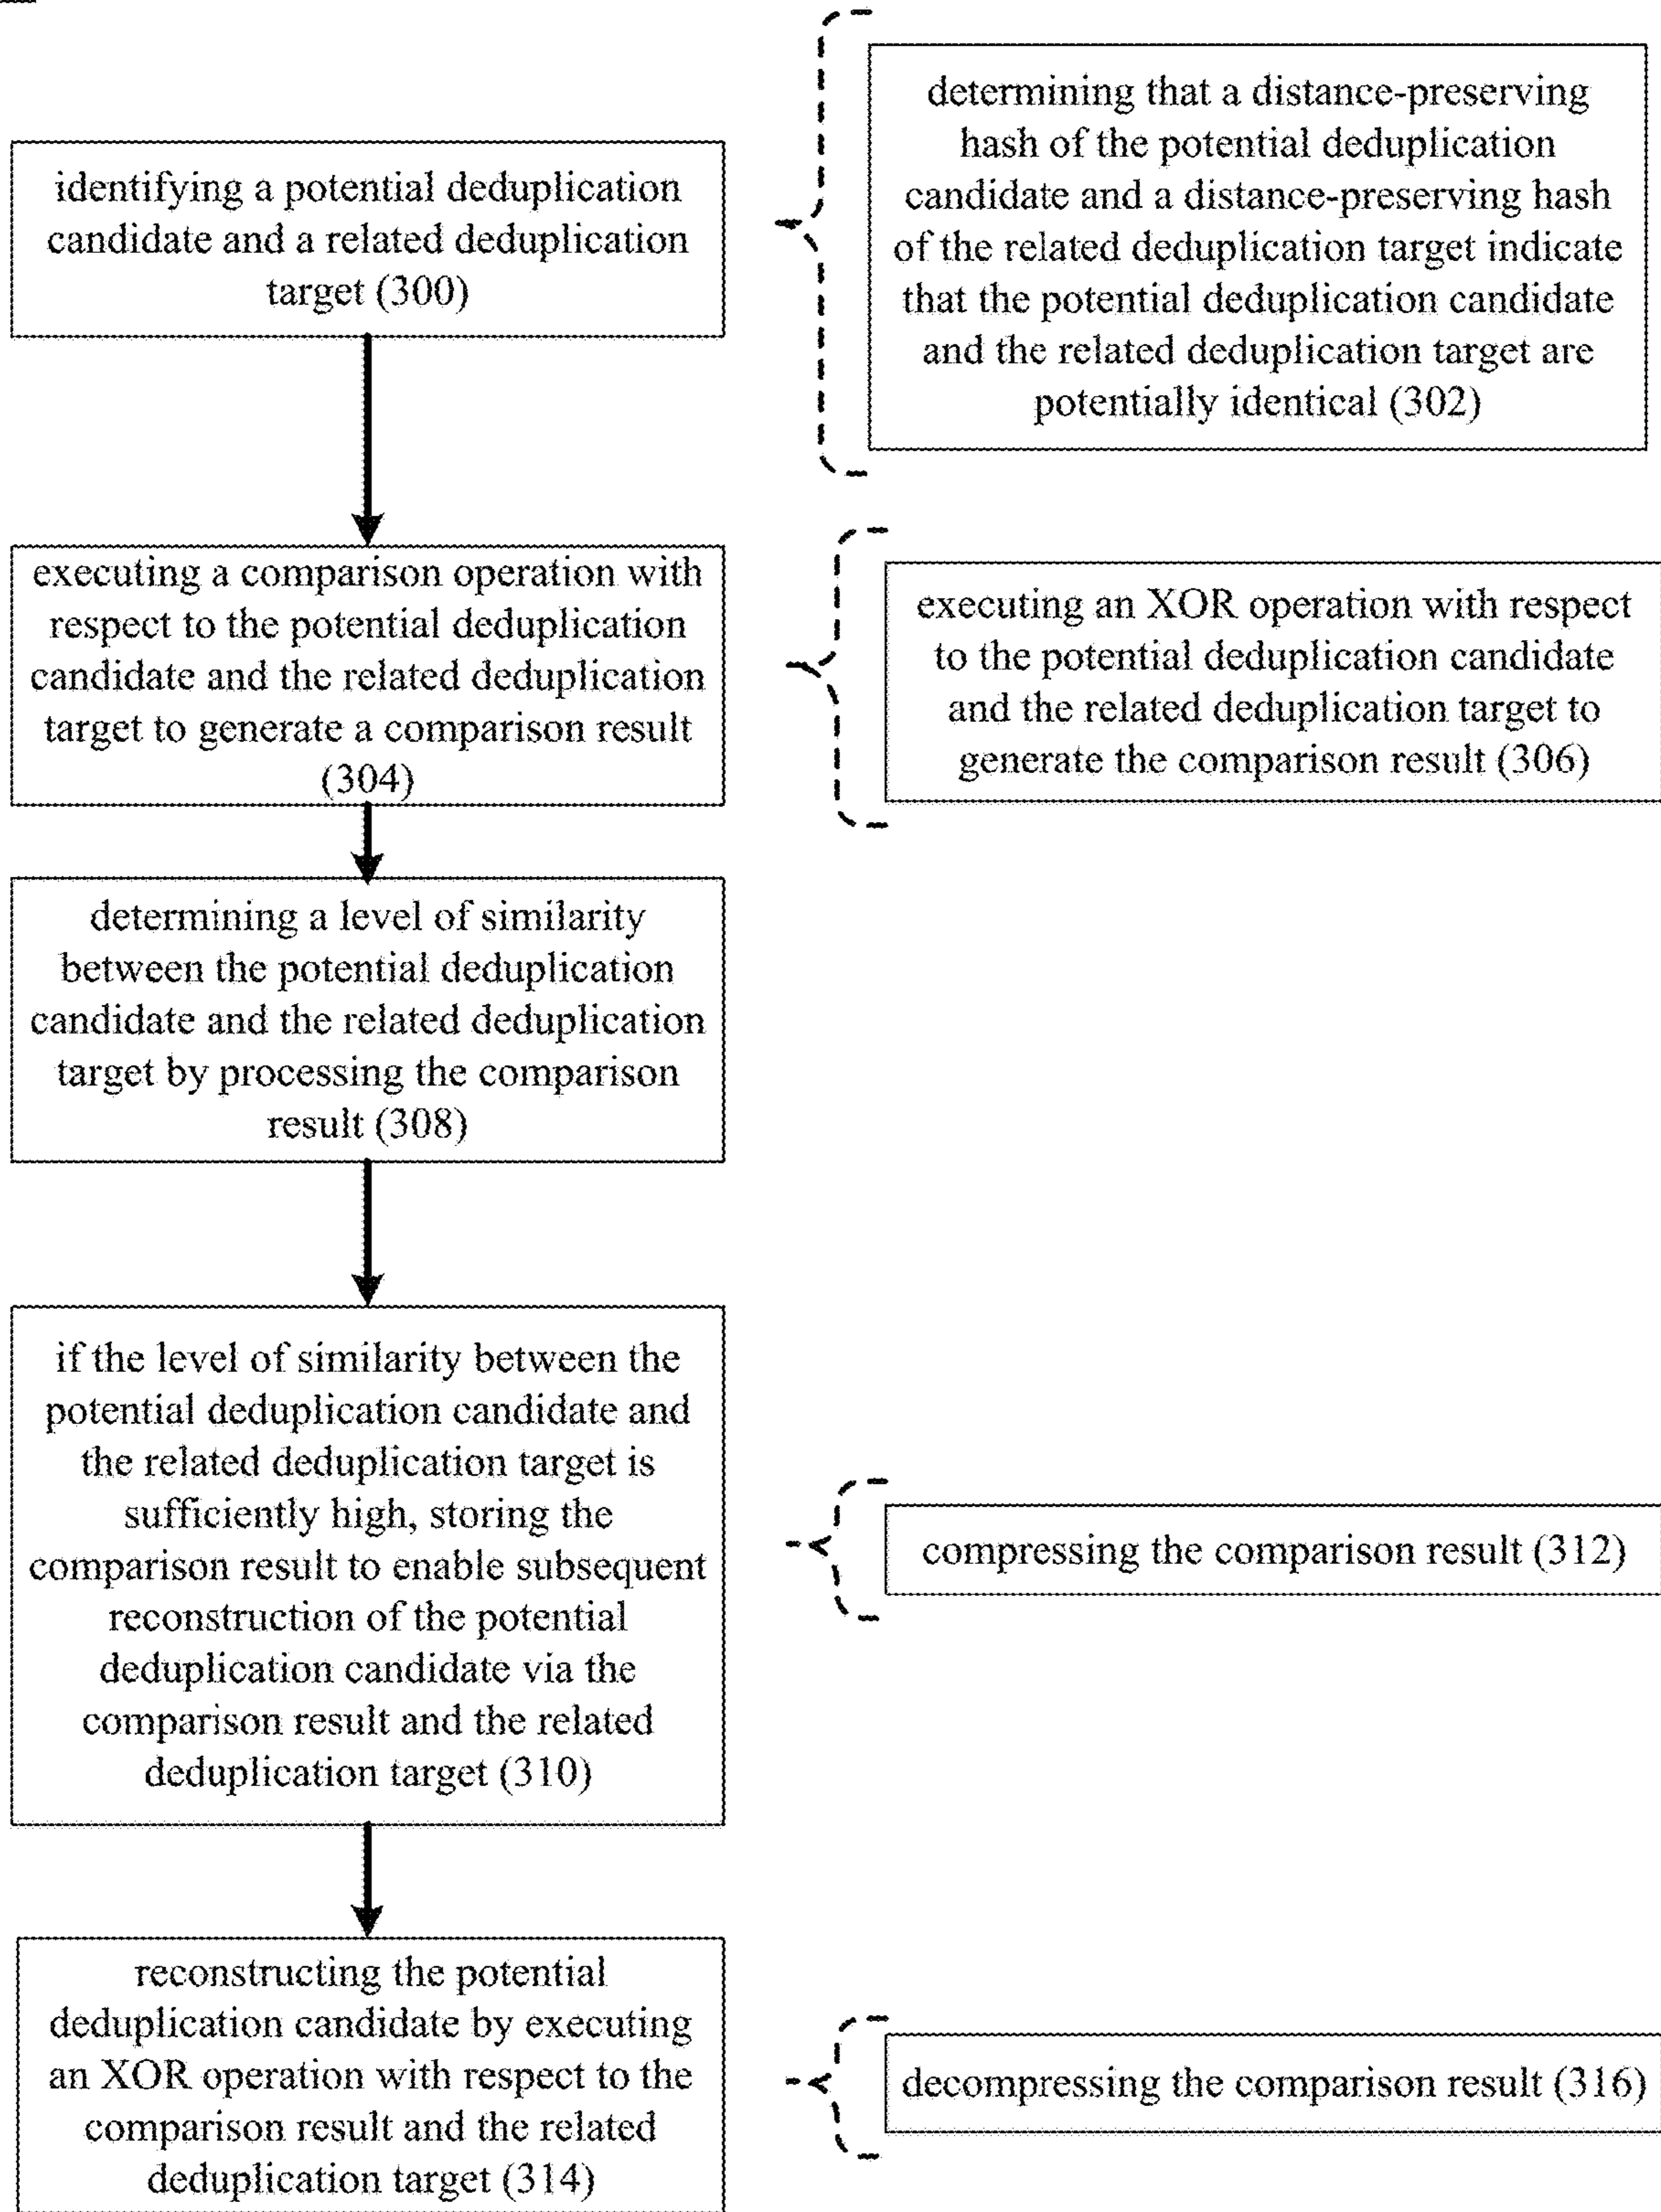 identifying a potential deduplication
candidate and a related deduplication
target (300)
determining that a distance-preserving
hash of the potential deduplication
candidate and a distance-preserving hash
of the related deduplication target indicate
that the potential deduplication candidate
and the related deduplication target are
potentially identical (302)
executing a comparison operation with
respect to the potential deduplication
candidate and the related deduplication
target to generate a comparison result
(304)
executing an XOR operation with respect
to the potential deduplication candidate
and the related deduplication target to
generate the comparison result (306)
determining a level of similarity
between the potential deduplication
candidate and the related deduplication
target by processing the comparison
result (308)
if the level of similarity between the
potential deduplication candidate and
the related deduplication target is
sufficiently high, storing the
comparison result to enable subsequent
reconstruction of the potential
deduplication candidate via the
comparison result and the related
deduplication target (310)
compressing the comparison result (312)
reconstructing the potential
deduplication candidate by executing
an XOR operation with respect to the
comparison result and the related
deduplication target (314)
decompressing the comparison result (316)